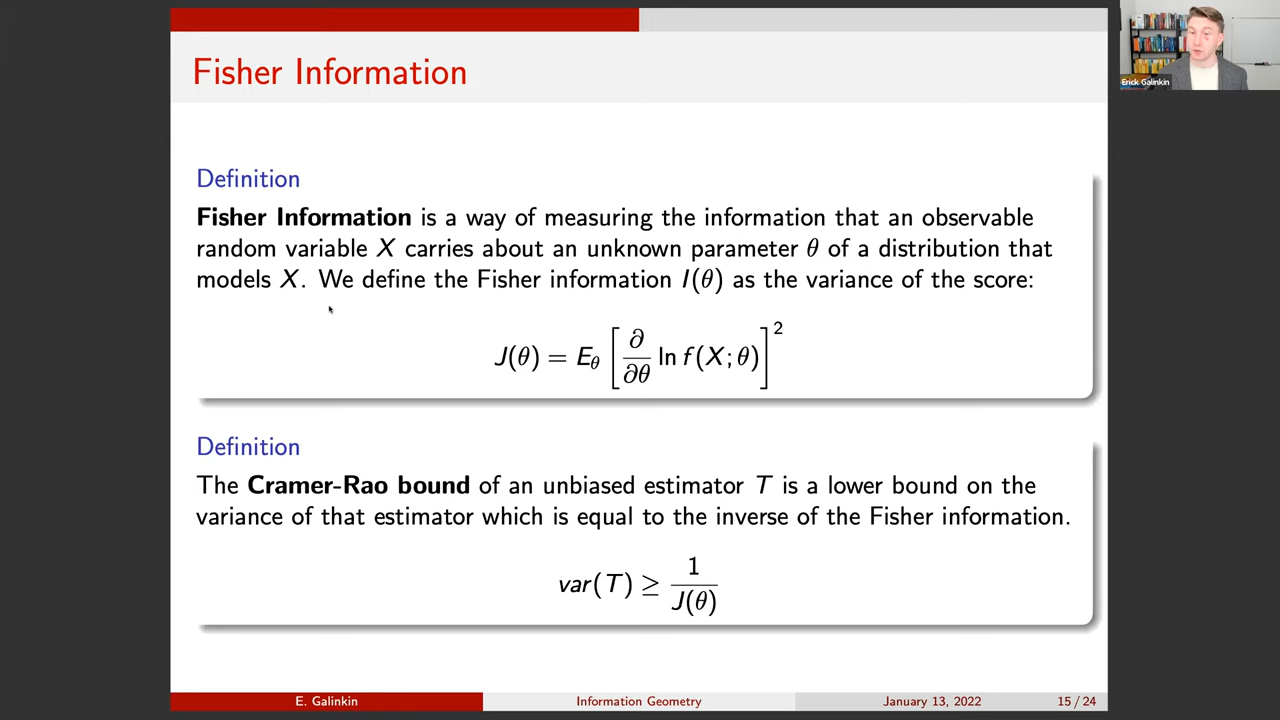 Fisher Information
Erick Galinkin
Definition
Fisher Information is a way of measuring the information that an observable
random variable X carries about an unknown parameter θ of a distribution that
models X. We define the Fisher information I(θ) as the variance of the score:
J(θ) = E_θ [∂/∂θ ln f(X; θ)]^2
Definition
The Cramer-Rao bound of an unbiased estimator T is a lower bound on the
variance of that estimator which is equal to the inverse of the Fisher information.
var(T) ≥ 1/J(θ)
E. Galinkin Information Geometry January 13, 2022 15 / 24